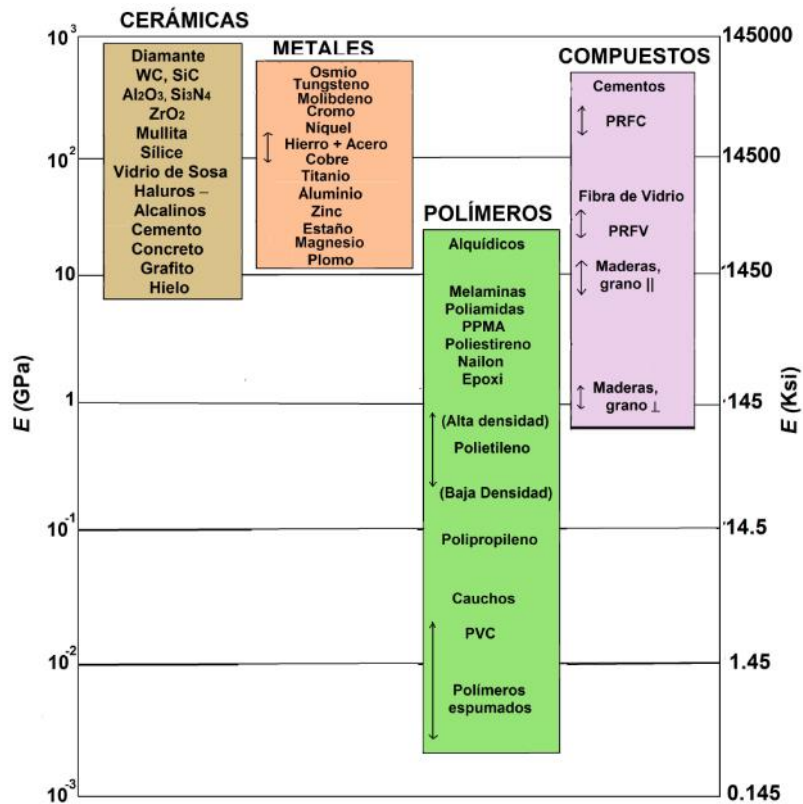 CERÁMICAS
Diamante
WC, SiC
Al₂O₃, Si₃N₄
ZrO₂
Mullita
Sílice
Vidrio de Sosa
Haluros –
Alcalinos
Cemento
Concreto
Grafito
Hielo
METALES
Osmio
Tungsteno
Molibdeno
Cromo
Níquel
Hierro + Acero
Cobre
Titanio
Aluminio
Zinc
Estaño
Magnesio
Plomo
POLÍMEROS
Alquídicos
Melaminas
Poliamidas
PPMA
Poliestireno
Nailon
Epoxi
(Alta densidad)
Polietileno
(Baja Densidad)
Polipropileno
Cauchos
PVC
Polímeros
espumados
COMPUESTOS
Cementos
PRFC
Fibra de Vidrio
PRFV
Maderas,
grano ||
Maderas,
grano ⊥
E (GPa)
10³
10²
10
1
10⁻¹
10⁻²
10⁻³
E (Ksi)
145000
14500
1450
145
14.5
1.45
0.145